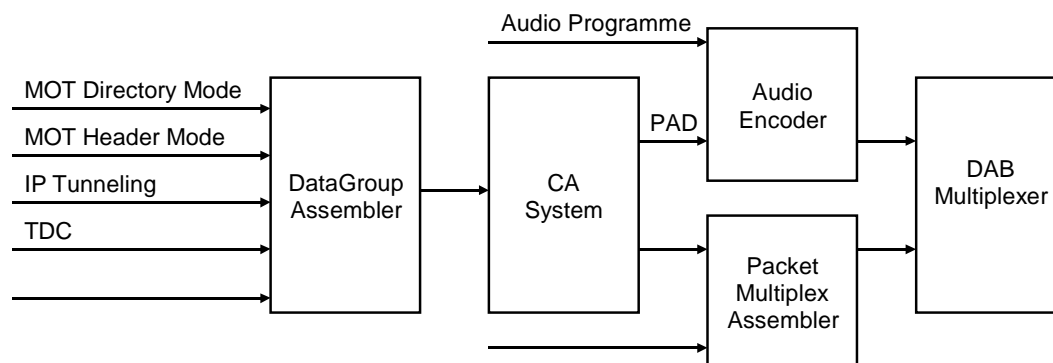 Audio Programme
MOT Directory Mode
MOT Header Mode
IP Tunneling
TDC
DataGroup
Assembler
CA
System
PAD
Audio
Encoder
Packet
Multiplex
Assembler
DAB
Multiplexer